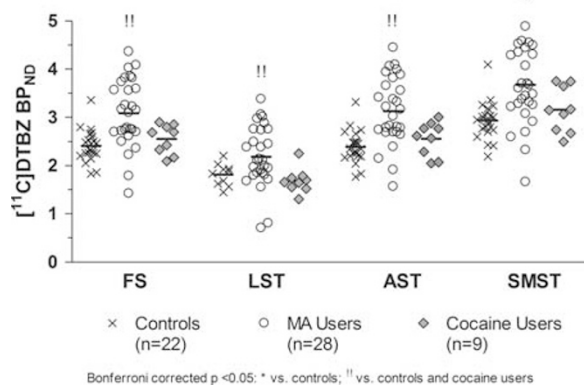 5
4
3
2
1
0
[¹¹C]DTBZ BP_ND
!!
!!
!!
FS LST AST SMST
× Controls ○ MA Users ◆ Cocaine Users
(n=22) (n=28) (n=9)
Bonferroni corrected p <0.05: * vs. controls; !! vs. controls and cocaine users